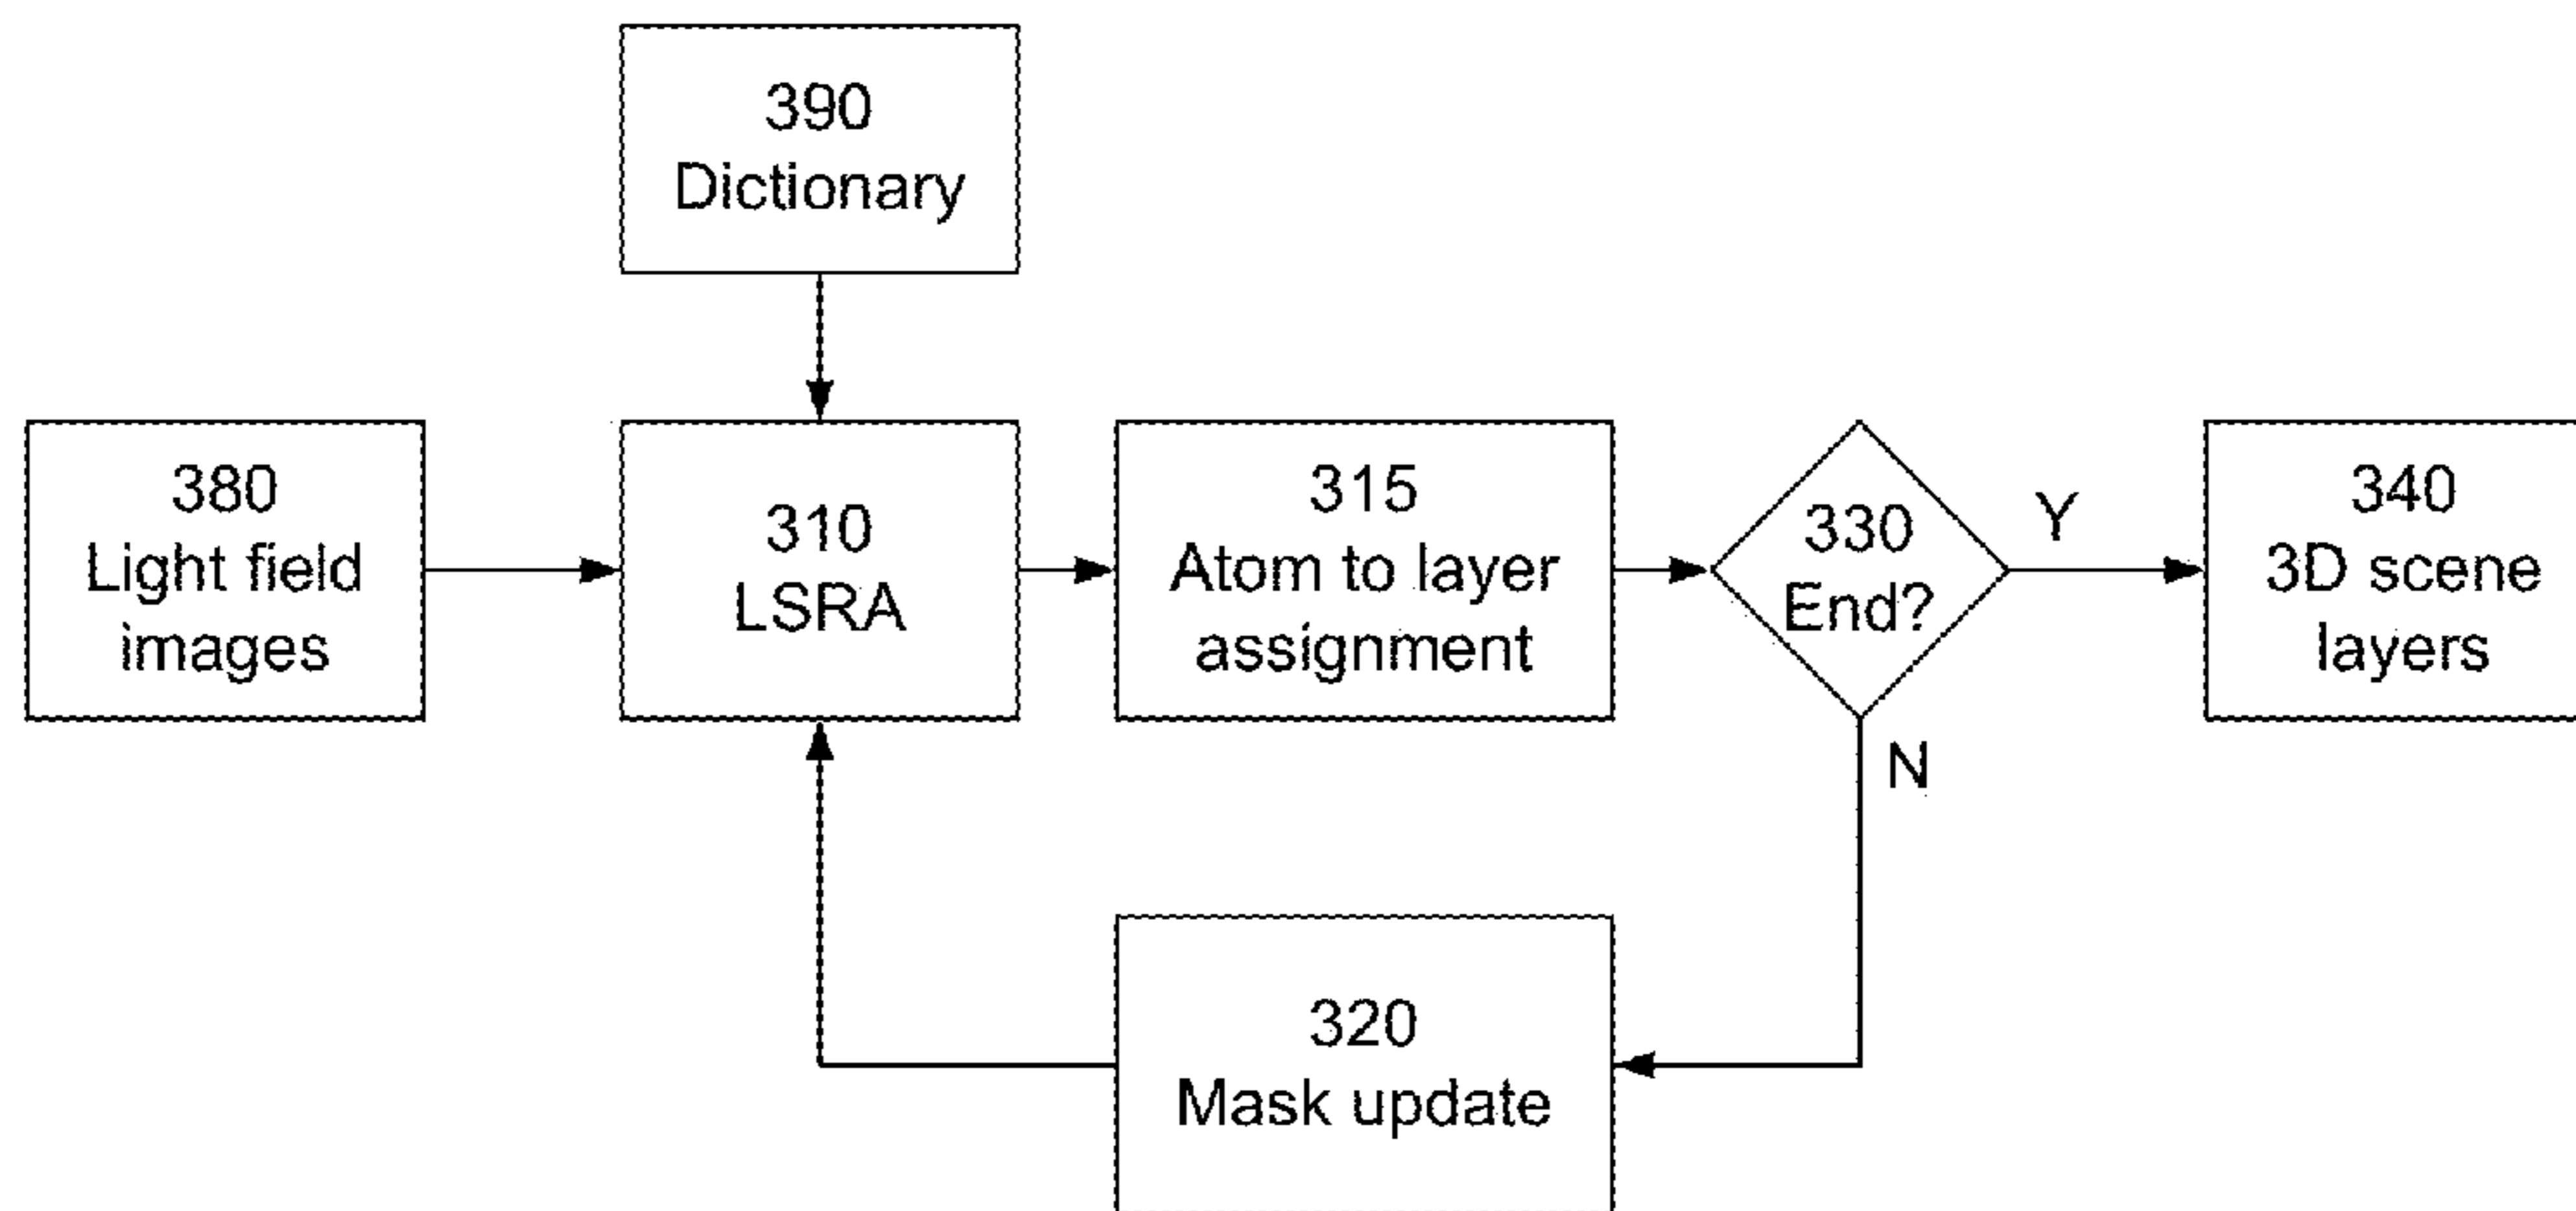 390
Dictionary
380
Light field
images
310
LSRA
315
Atom to layer
assignment
330
End?
Y
340
3D scene
layers
N
320
Mask update